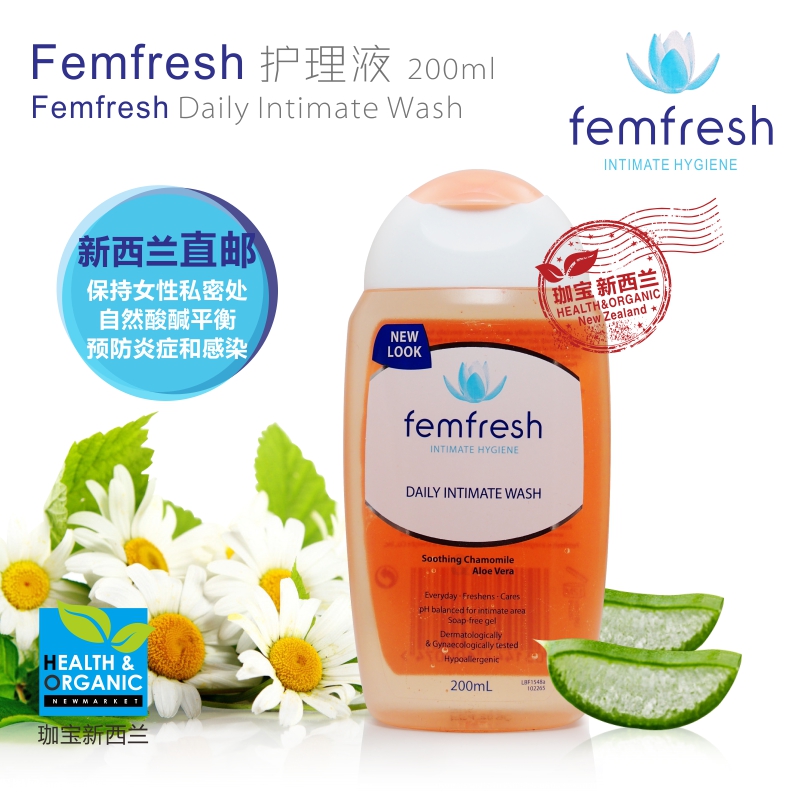 Femfresh 护理液 200ml
Femfresh Daily Intimate Wash
femfresh
INTIMATE HYGIENE
新西兰直邮
保持女性私密处
自然酸碱平衡
预防炎症和感染
珈宝新西兰
HEALTH&ORGANIC
New Zealand
NEW
LOOK
femfresh
INTIMATE HYGIENE
DAILY INTIMATE WASH
Soothing Chamomile
Aloe Vera
Everyday · Freshens · Cares
pH balanced for intimate area
Soap-free gel
Dermatologically
& Gynaecologically tested
Hypoallergenic
200mL
LBF1548a
102265
HEALTH &
ORGANIC
NEWMARKET
珈宝新西兰